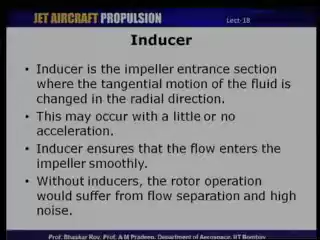 JET AIRCRAFT PROPULSION
Lect-18
Inducer
• Inducer is the impeller entrance section
where the tangential motion of the fluid is
changed in the radial direction.
• This may occur with a little or no
acceleration.
• Inducer ensures that the flow enters the
impeller smoothly.
• Without inducers, the rotor operation
would suffer from flow separation and high
noise.
Prof. Bhaskar Roy, Prof. A M Pradeep, Department of Aerospace, IIT Bombay